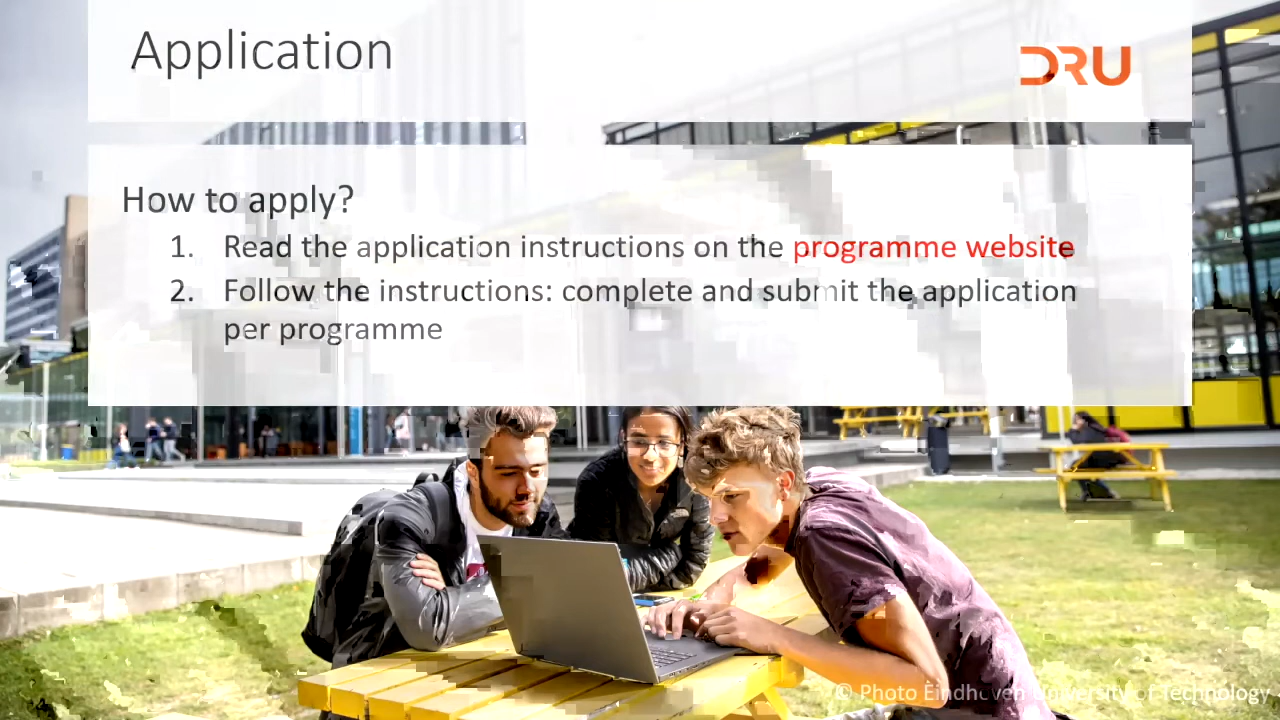 Application
DRU
How to apply?
1. Read the application instructions on the programme website
2. Follow the instructions: complete and submit the application
per programme
© Photo Eindhoven University of Technology